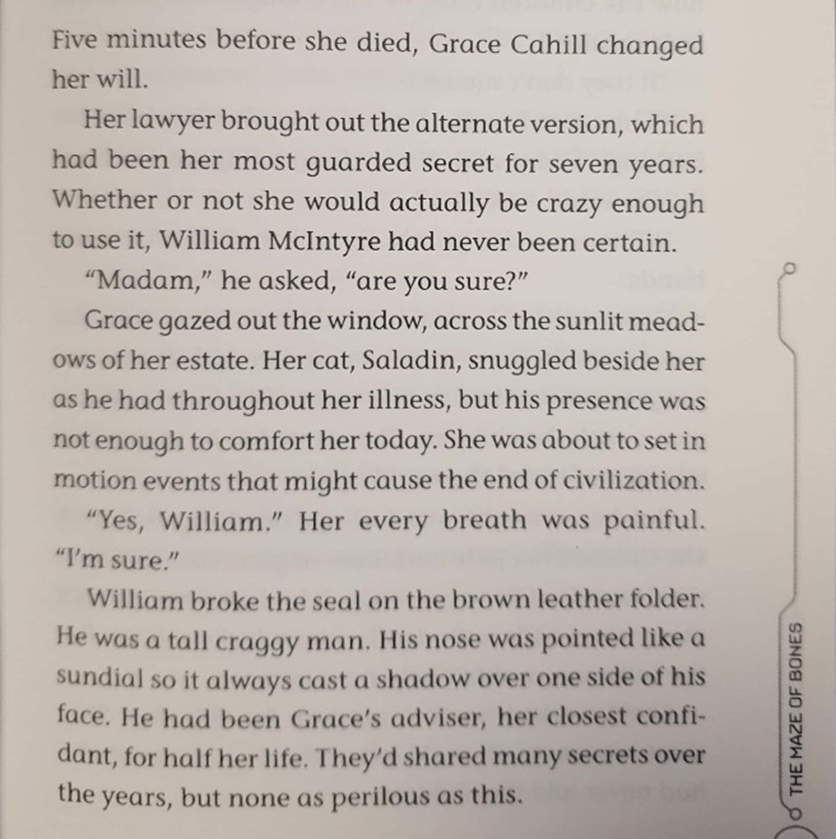 Five minutes before she died, Grace Cahill changed
her will.
Her lawyer brought out the alternate version, which
had been her most guarded secret for seven years.
Whether or not she would actually be crazy enough
to use it, William McIntyre had never been certain.
“Madam,” he asked, “are you sure?”
Grace gazed out the window, across the sunlit mead-
ows of her estate. Her cat, Saladin, snuggled beside her
as he had throughout her illness, but his presence was
not enough to comfort her today. She was about to set in
motion events that might cause the end of civilization.
“Yes, William.” Her every breath was painful.
“I’m sure.”
William broke the seal on the brown leather folder.
He was a tall craggy man. His nose was pointed like a
sundial so it always cast a shadow over one side of his
face. He had been Grace’s adviser, her closest confi-
dant, for half her life. They’d shared many secrets over
the years, but none as perilous as this.
THE MAZE OF BONES